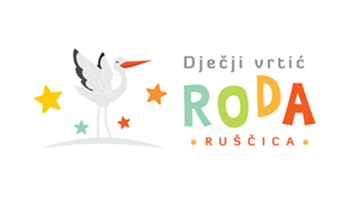 Dječji vrtić
RODA
• RUŠČICA •